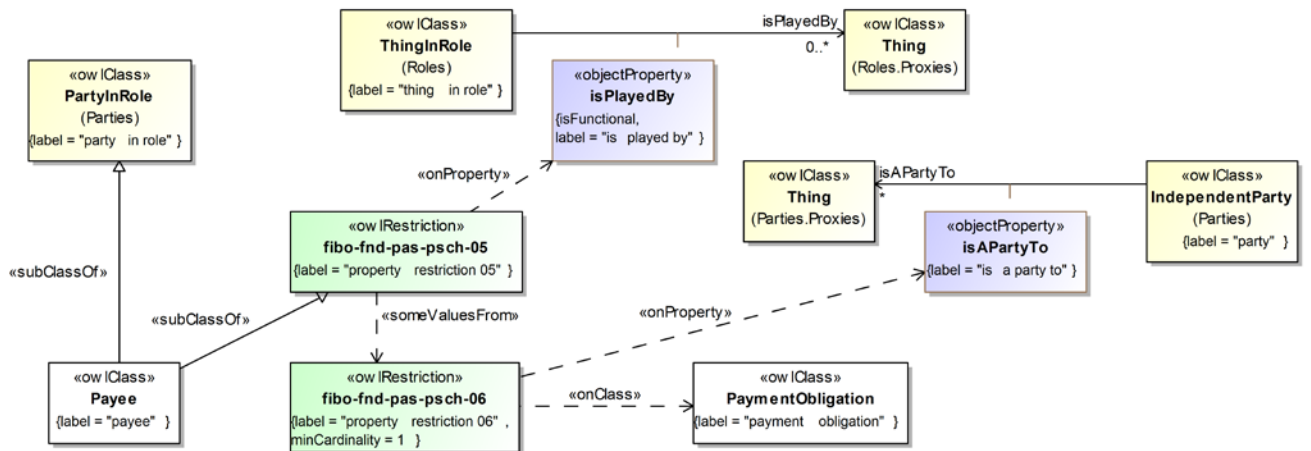 «owlClass»
ThingInRole
(Roles)
{label = "thing in role" }
isPlayedBy
0..*
«owlClass»
Thing
(Roles.Proxies)
«owlClass»
PartyInRole
(Parties)
{label = "party in role" }
«objectProperty»
isPlayedBy
{isFunctional,
label = "is played by"}
«onProperty»
«owlClass»
Thing
(Parties.Proxies)
isAPartyTo
*
«owlClass»
IndependentParty
(Parties)
{label = "party" }
«owlRestriction»
fibo-fnd-pas-psch-05
{label = "property restriction 05" }
«objectProperty»
isAPartyTo
{label = "is a party to"}
«subClassOf»
«subClassOf»
«someValuesFrom»
«onProperty»
«owlClass»
Payee
{label = "payee" }
«owlRestriction»
fibo-fnd-pas-psch-06
{label = "property restriction 06" ,
minCardinality = 1 }
«onClass»
«owlClass»
PaymentObligation
{label = "payment obligation" }